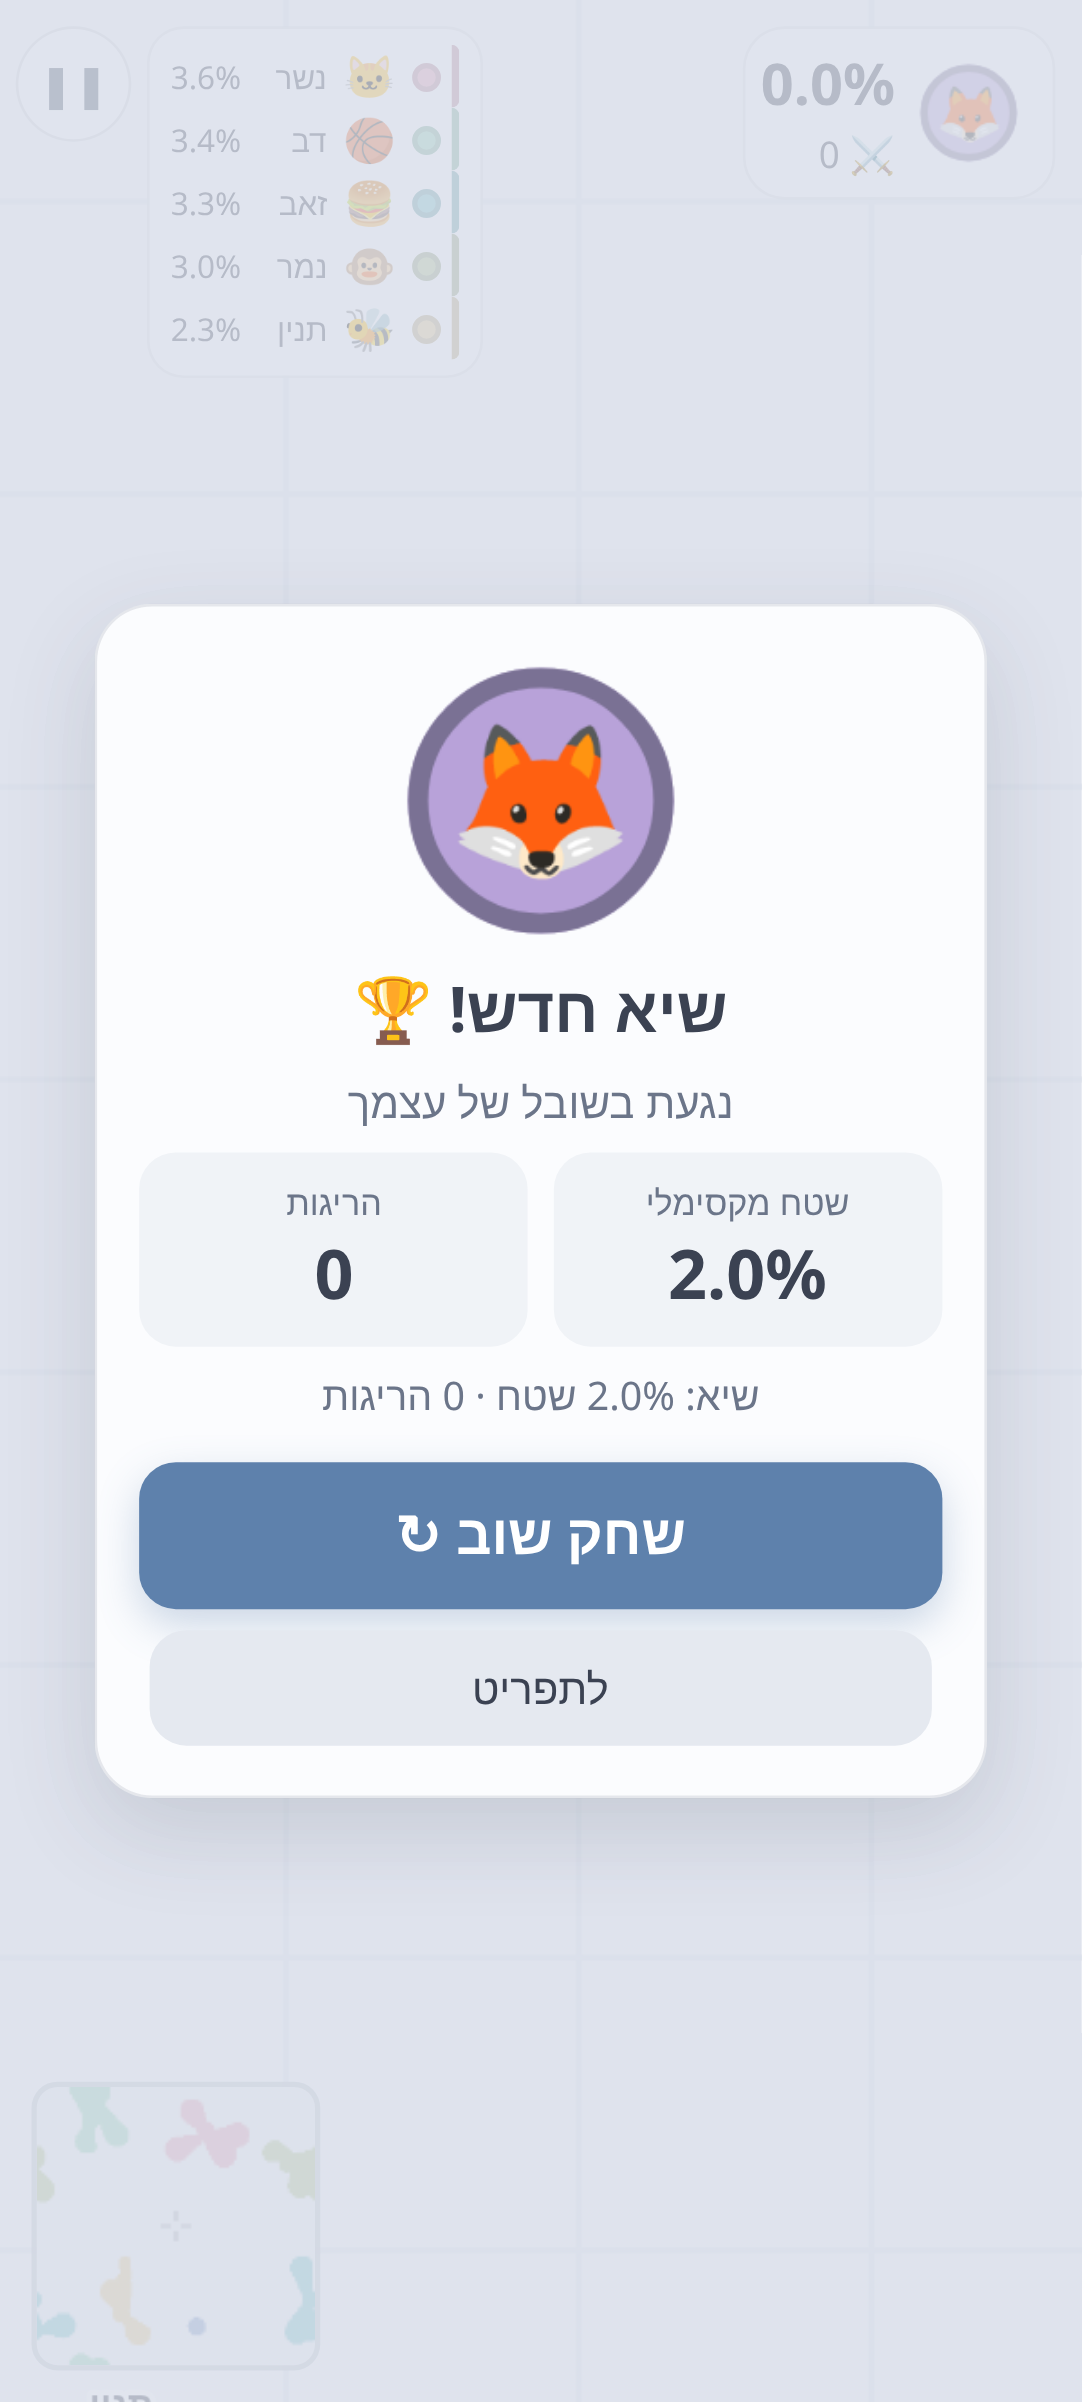 0.0%
⚔️ 0
נשר 3.6%
דב 3.4%
זאב 3.3%
נמר 3.0%
תנין 2.3%
שיא חדש! 🏆
נגעת בשובל של עצמך
שטח מקסימלי
2.0%
הריגות
0
שיא: 2.0% שטח · 0 הריגות
שחק שוב ↻
לתפריט